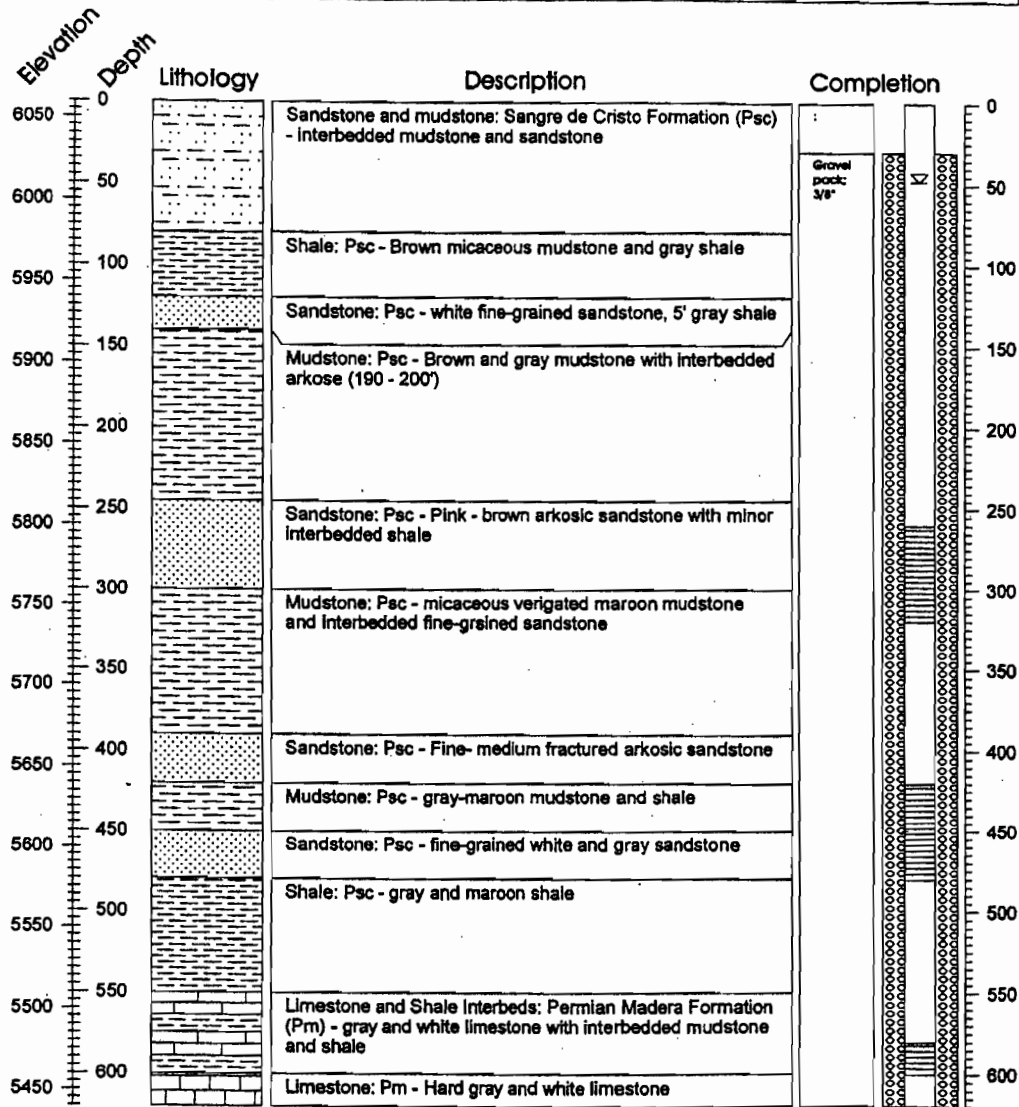 Elevation
Depth
Lithology
Description
Completion
Sandstone and mudstone: Sangre de Cristo Formation (Psc)
- interbedded mudstone and sandstone
Shale: Psc - Brown micaceous mudstone and gray shale
Sandstone: Psc - white fine-grained sandstone, 5' gray shale
Mudstone: Psc - Brown and gray mudstone with interbedded
arkose (190 - 200')
Sandstone: Psc - Pink - brown arkosic sandstone with minor
interbedded shale
Mudstone: Psc - micaceous verigated maroon mudstone
and interbedded fine-grained sandstone
Sandstone: Psc - Fine- medium fractured arkosic sandstone
Mudstone: Psc - gray-maroon mudstone and shale
Sandstone: Psc - fine-grained white and gray sandstone
Shale: Psc - gray and maroon shale
Limestone and Shale Interbeds: Permian Madera Formation
(Pm) - gray and white limestone with interbedded mudstone
and shale
Limestone: Pm - Hard gray and white limestone
Gravel
pack:
3/8"
6050
6000
5950
5900
5850
5800
5750
5700
5650
5600
5550
5500
5450
0
50
100
150
200
250
300
350
400
450
500
550
600
0
50
100
150
200
250
300
350
400
450
500
550
600